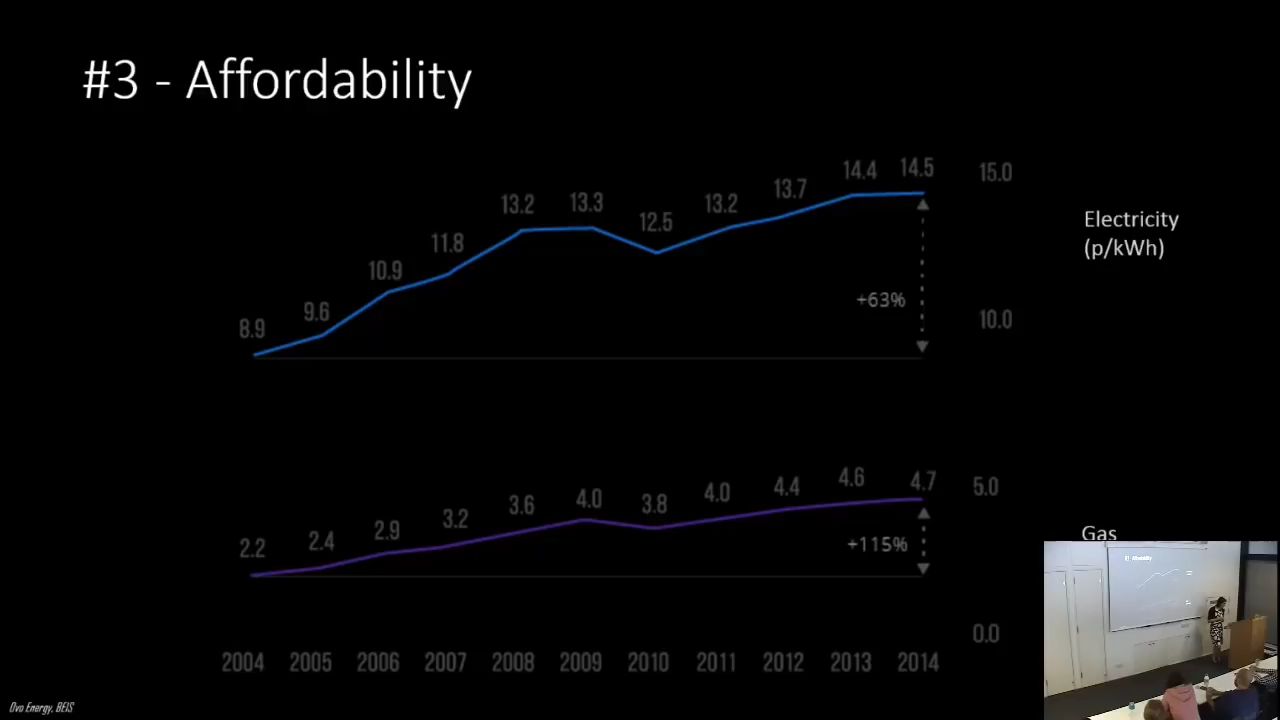 #3 - Affordability
14.4 14.5 15.0
13.2 13.3 12.5 13.2 13.7
Electricity
(p/kWh)
11.8
10.9
9.6
8.9
+63%
10.0
4.7
4.6
5.0
4.4
4.0
4.0
3.8
3.6
3.2
2.9
2.4
2.2
+115%
Gas
Affordability
0.0
2004 2005 2006 2007 2008 2009 2010 2011 2012 2013 2014
Ovo Energy, BEIS